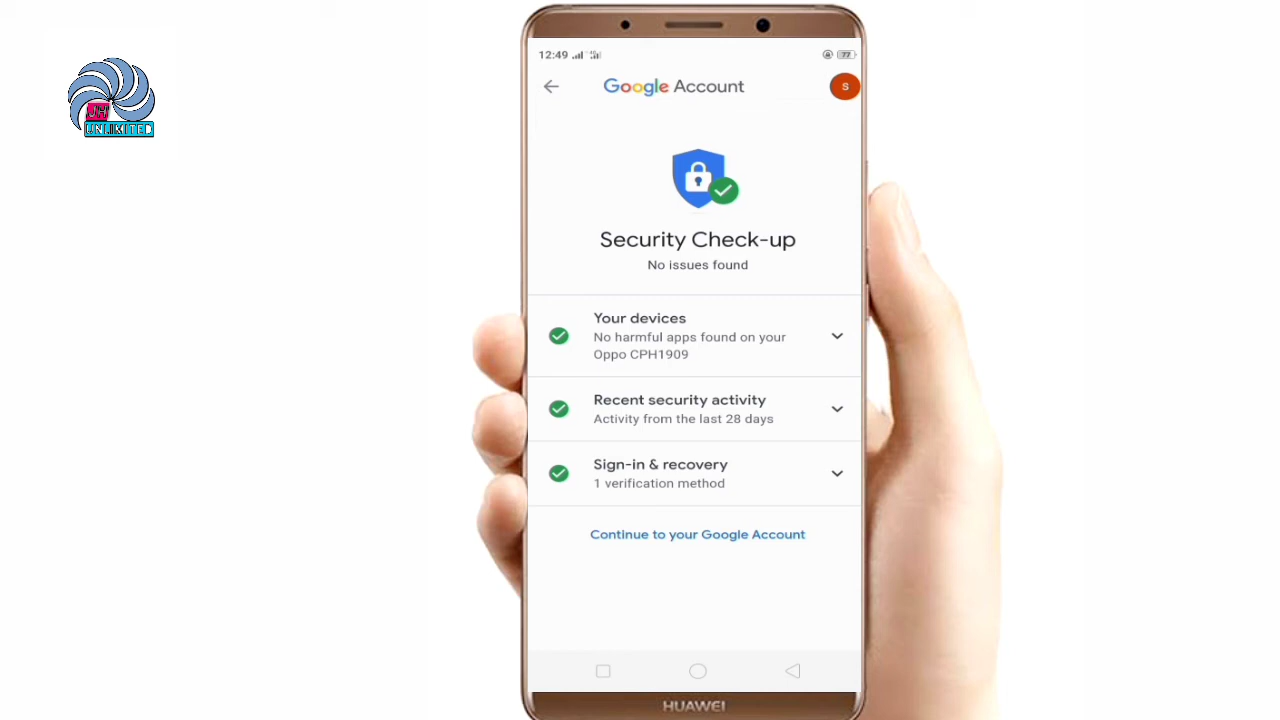 12:49
77
Google Account
S
JH
UNLIMITED
Security Check-up
No issues found
Your devices
No harmful apps found on your
Oppo CPH1909
Recent security activity
Activity from the last 28 days
Sign-in & recovery
1 verification method
Continue to your Google Account
HUAWEI